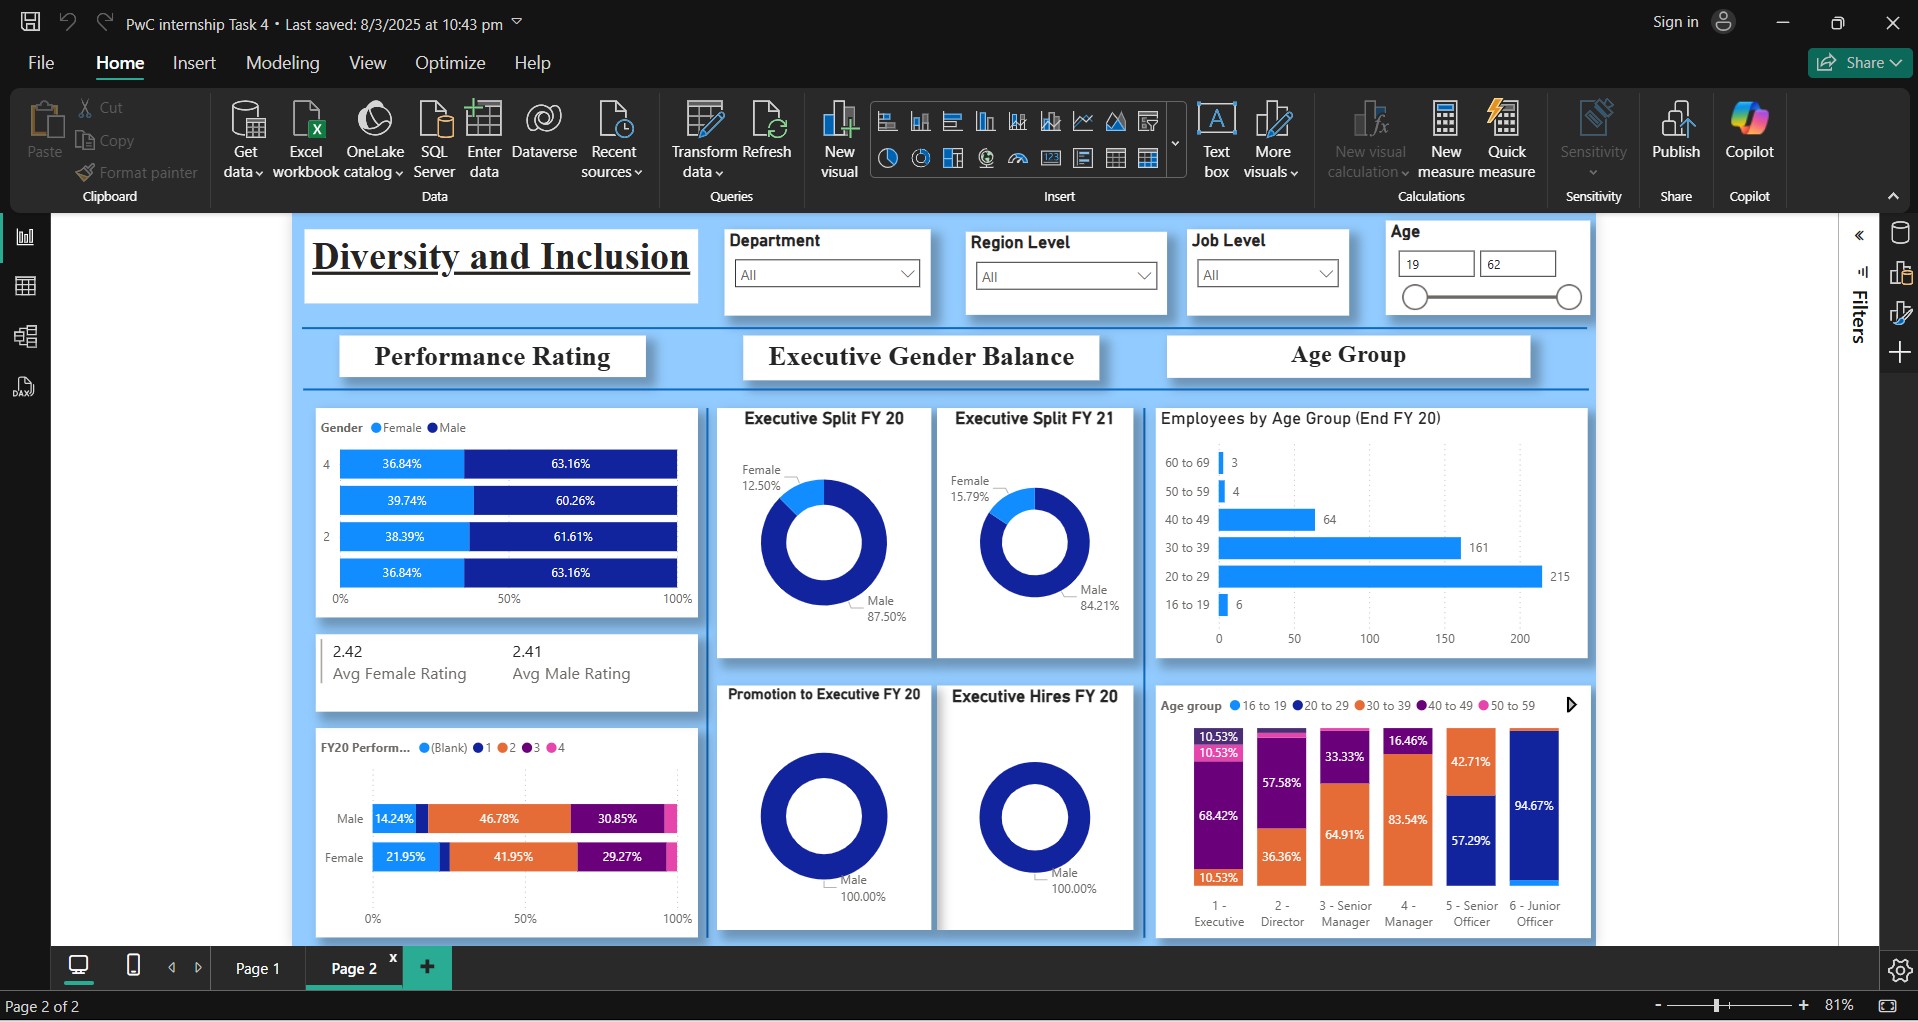 PwC internship Task 4 • Last saved: 8/3/2025 at 10:43 pm
Sign in
File Home Insert Modeling View Optimize Help
Share
Paste
Cut
Copy
Format painter
Clipboard
Get data
Excel workbook
OneLake catalog
SQL Server
Enter data
Dataverse
Recent sources
Data
Transform data
Refresh
Queries
New visual
123
A
Text box
More visuals
Insert
fx
New visual calculation
New measure
Quick measure
Calculations
Sensitivity
Sensitivity
Publish
Share
Copilot
Copilot
DAX
Filters
Diversity and Inclusion
Department
All
Region Level
All
Job Level
All
Age
19
62
Performance Rating
Executive Gender Balance
Age Group
Gender Female Male
4
36.84% 63.16%
39.74% 60.26%
2
38.39% 61.61%
36.84% 63.16%
0% 50% 100%
2.42
Avg Female Rating
2.41
Avg Male Rating
FY20 Perform... (Blank) 1 2 3 4
Male 14.24% 46.78% 30.85%
Female 21.95% 41.95% 29.27%
0% 50% 100%
Executive Split FY 20
Female
12.50%
Male
87.50%
Executive Split FY 21
Female
15.79%
Male
84.21%
Promotion to Executive FY 20
Male
100.00%
Executive Hires FY 20
Male
100.00%
Employees by Age Group (End FY 20)
60 to 69 3
50 to 59 4
40 to 49 64
30 to 39 161
20 to 29 215
16 to 19 6
0 50 100 150 200
Age group 16 to 19 20 to 29 30 to 39 40 to 49 50 to 59
10.53%
10.53%
68.42%
10.53%
57.58%
36.36%
33.33%
64.91%
16.46%
83.54%
42.71%
57.29%
94.67%
1 - Executive
2 - Director
3 - Senior Manager
4 - Manager
5 - Senior Officer
6 - Junior Officer
Page 1
Page 2
x
+
Page 2 of 2
- + 81%